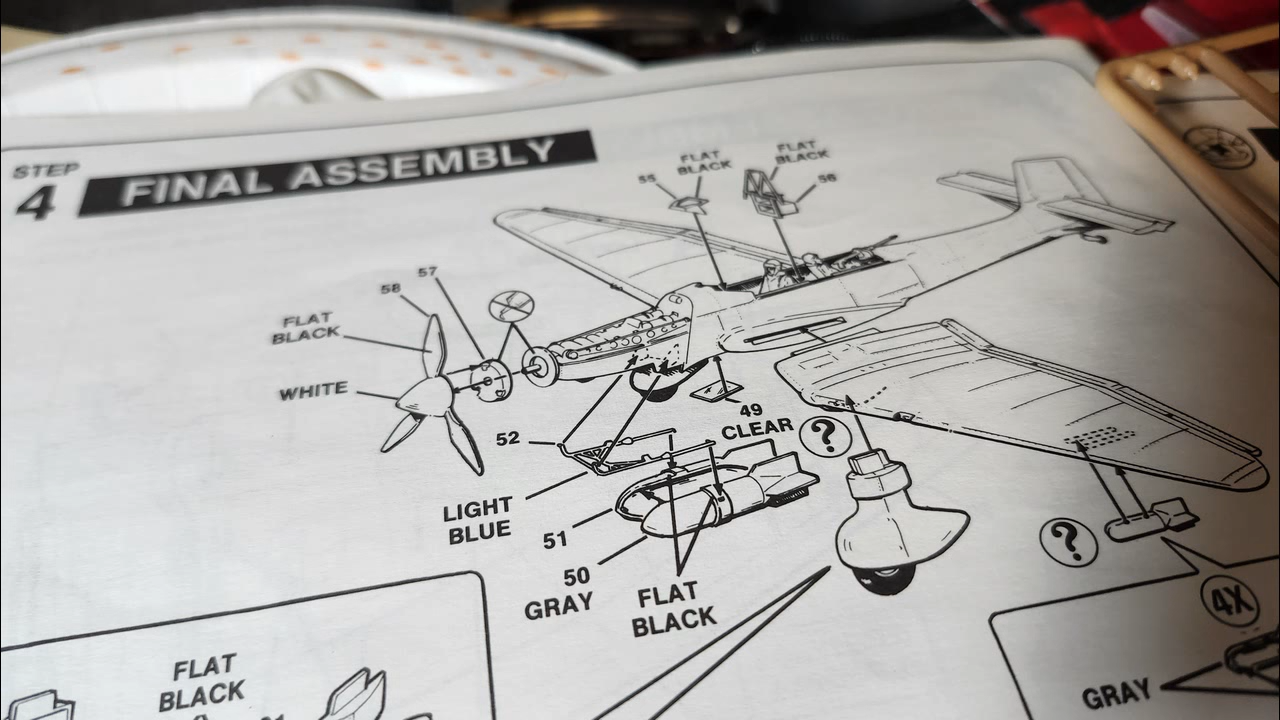 STEP
4
FINAL ASSEMBLY
FLAT
BLACK
FLAT
BLACK
55
56
57
58
FLAT
BLACK
WHITE
49
CLEAR
?
52
LIGHT
BLUE
51
50
GRAY
FLAT
BLACK
?
4X
FLAT
BLACK
GRAY